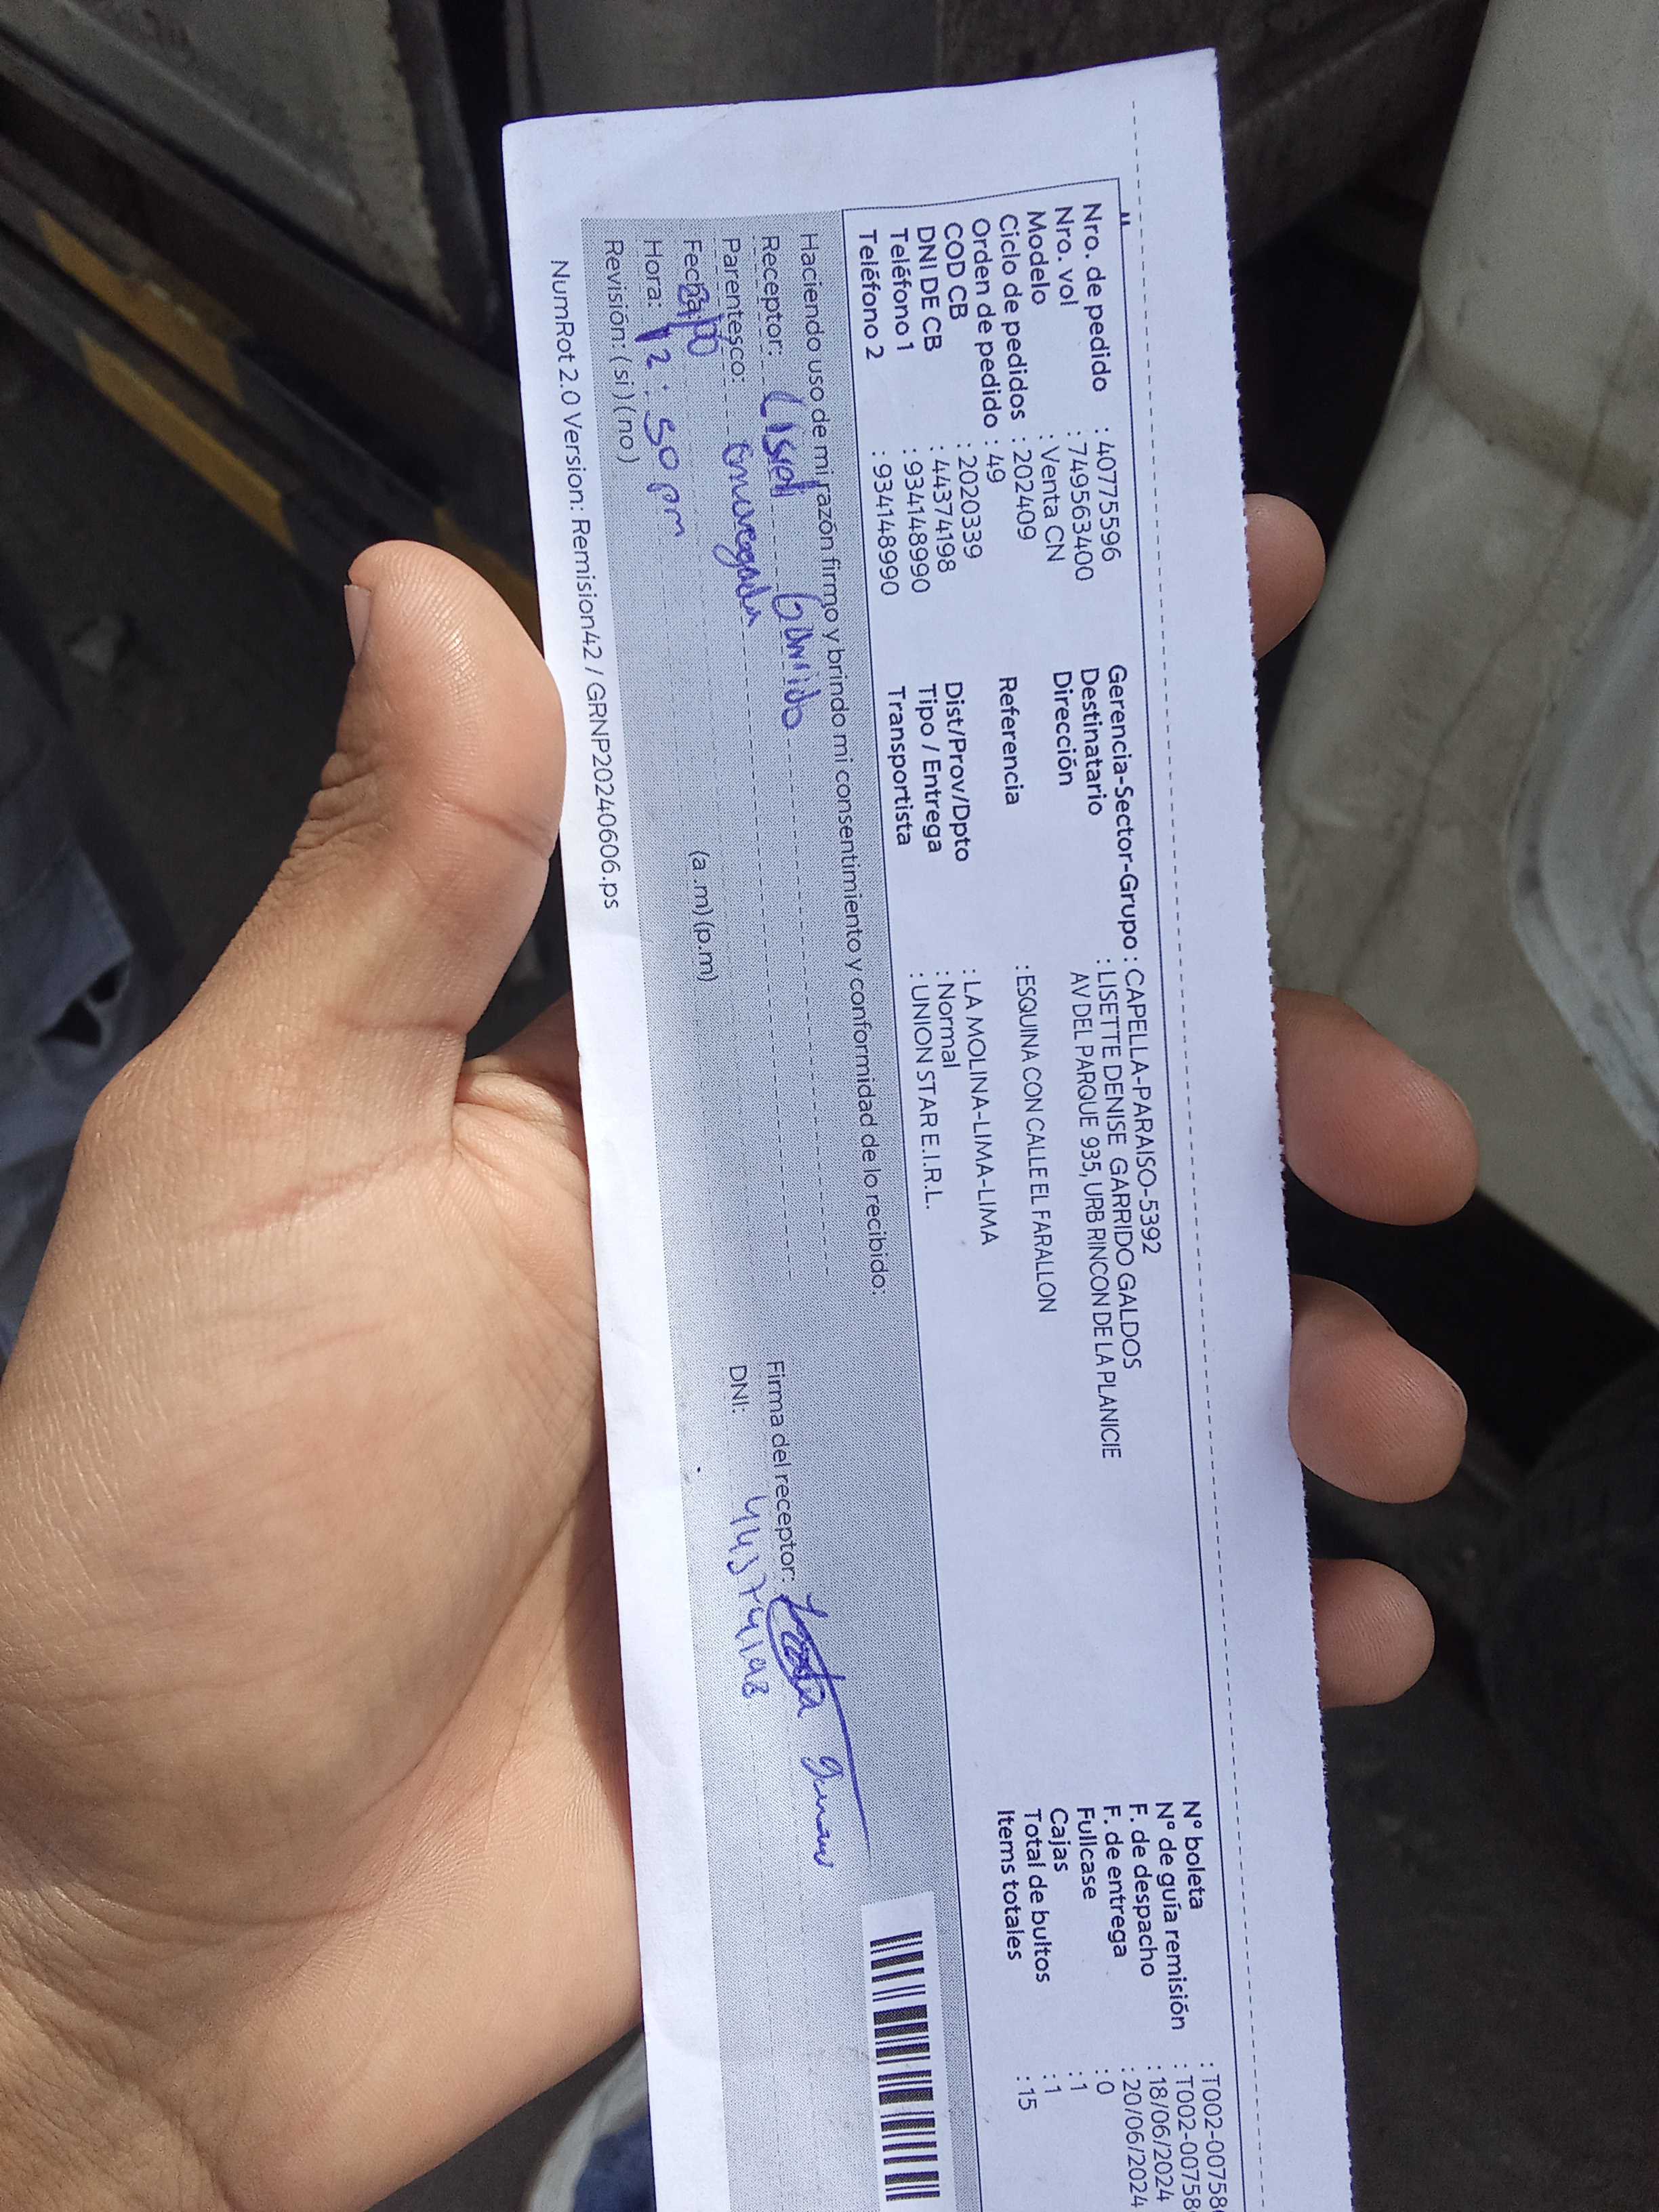 Nro. de pedido : 40775596
Nro. vol : 749563400
Modelo : Venta CN
Ciclo de pedidos : 202409
Orden de pedido : 49
COD CB : 2020339
DNI DE CB : 44374198
Teléfono 1 : 934148990
Teléfono 2 : 934148990
Gerencia-Sector-Grupo : CAPELLA-PARAISO-5392
Destinatario : LISETTE DENISE GARRIDO GALDOS
Dirección AV DEL PARQUE 935, URB RINCON DE LA PLANICIE
Referencia : ESQUINA CON CALLE EL FARALLON
Dist/Prov/Dpto : LA MOLINA-LIMA-LIMA
Tipo / Entrega : Normal
Transportista : UNION STAR E.I.R.L.
N° boleta : T002-00758
N° de guía remisión : T002-00758
F. de despacho : 18/06/2024
F. de entrega : 20/06/2024
Fullcase : 0
Cajas : 1
Total de bultos : 1
Items totales : 15
Haciendo uso de mi razón firmo y brindo mi consentimiento y conformidad de lo recibido:
Receptor: Garrido
Parentesco:
Fecha:
Hora: 12:50 pm (a .m) (p.m)
Revisión: ( si ) ( no )
Firma del receptor:
DNI: 44374198
NumRot 2.0 Version: Remision42 / GRNP20240606.ps